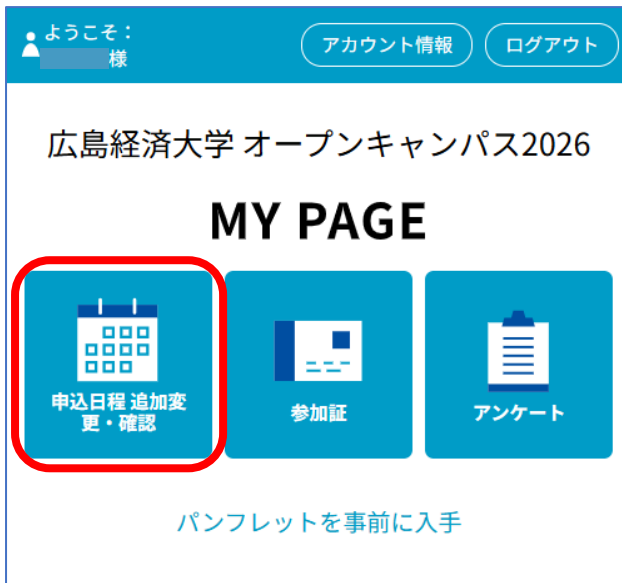 ようこそ：
様
アカウント情報
ログアウト
広島経済大学 オープンキャンパス2026
MY PAGE
申込日程 追加変
更・確認
参加証
アンケート
パンフレットを事前に入手